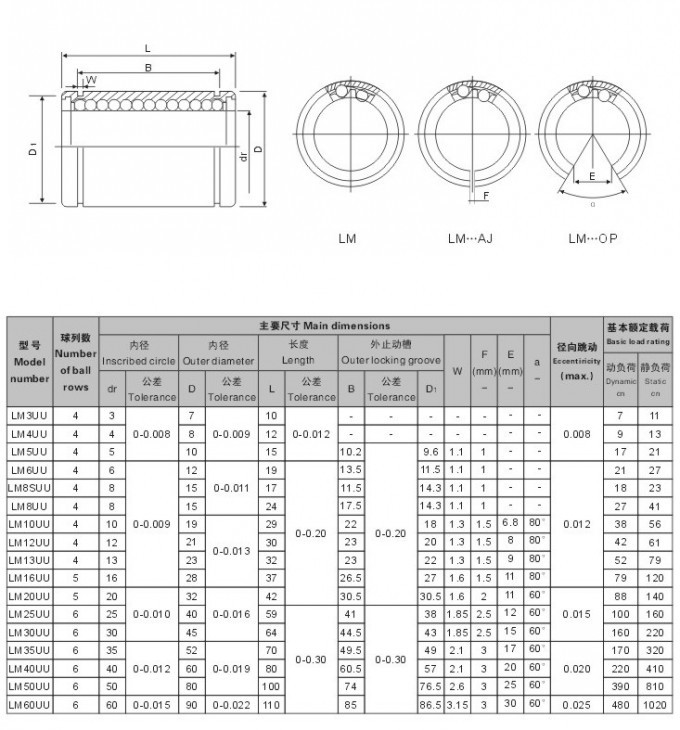 L
B
W
D1
dr
D
F
E
α
LM
LM···AJ
LM···OP
型号 Model number
球列数 Number of ball rows
主要尺寸 Main dimensions
径向跳动 Eccentiricity (max.)
基本额定载荷 Basic load rating
内径 Inscribed circle
内径 Outer diameter
长度 Length
外止动槽 Outer locking groove
W
F (mm) –
E (mm) –
a –
动负荷 Dynamic cn
静负荷 Static cn
dr 公差 Tolerance D 公差 Tolerance L 公差 Tolerance B 公差 Tolerance D1
LM3UU 4 3 0-0.008 7 0-0.009 10 0-0.012 - - - - - - - 0.008 7 11
LM4UU 4 4 8 12 - - - - - - - 9 13
LM5UU 4 5 10 15 10.2 0-0.20 9.6 1.1 1 - - 17 21
LM6UU 4 6 0-0.009 12 0-0.011 19 0-0.20 13.5 11.5 1.1 1 - - 0.012 21 27
LM8SUU 4 8 15 17 11.5 14.3 1.1 1 - - 18 23
LM8UU 4 8 15 24 17.5 14.3 1.1 1 - - 27 41
LM10UU 4 10 19 0-0.013 29 22 18 1.3 1.5 6.8 80° 38 56
LM12UU 4 12 21 30 23 20 1.3 1.5 8 80° 42 61
LM13UU 4 13 23 32 23 22 1.3 1.5 9 80° 52 79
LM16UU 5 16 28 37 26.5 27 1.6 1.5 11 80° 79 120
LM20UU 5 20 0-0.010 32 0-0.016 42 30.5 30.5 1.6 2 11 60° 0.015 88 140
LM25UU 6 25 40 59 0-0.30 41 0-0.30 38 1.85 2.5 12 60° 100 160
LM30UU 6 30 45 64 44.5 43 1.85 2.5 15 60° 160 220
LM35UU 6 35 0-0.012 52 0-0.019 70 49.5 49 2.1 3 17 60° 0.020 170 320
LM40UU 6 40 60 80 60.5 57 2.1 3 20 60° 220 410
LM50UU 6 50 80 100 74 76.5 2.6 3 25 60° 390 810
LM60UU 6 60 0-0.015 90 0-0.022 110 85 86.5 3.15 3 30 60° 0.025 480 1020